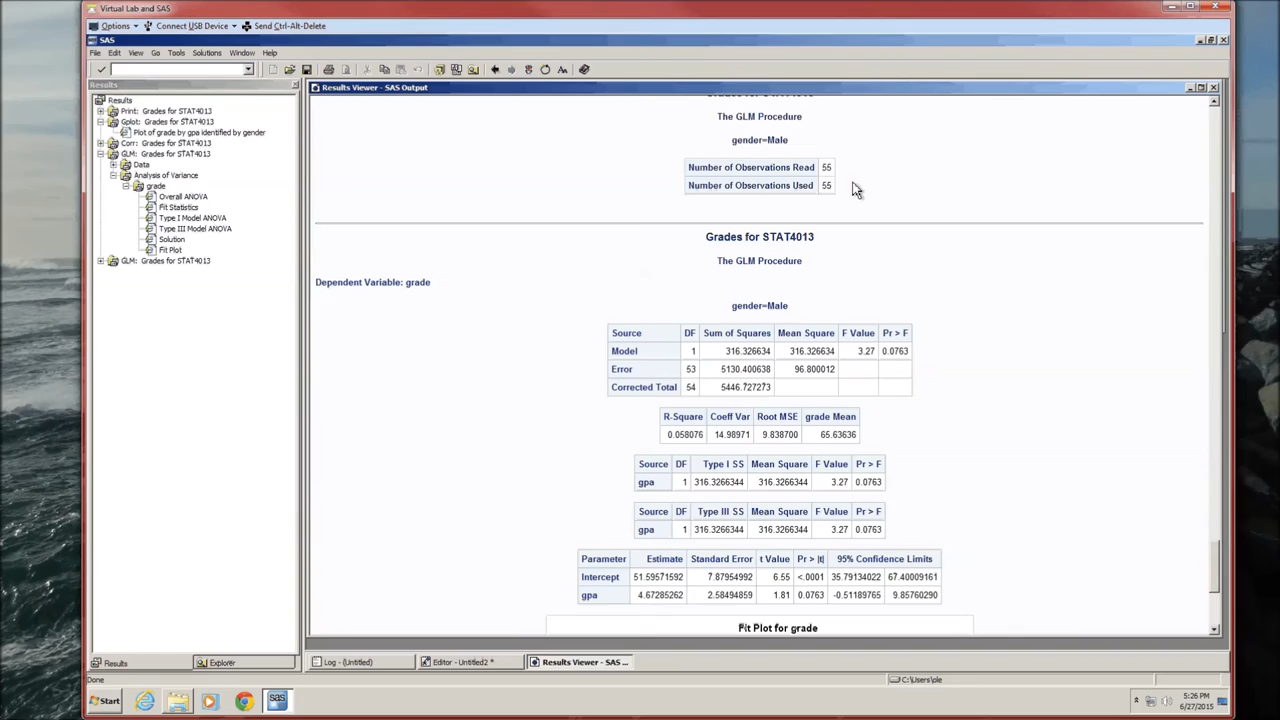 Virtual Lab and SAS
Options Connect USB Device Send Ctrl-Alt-Delete
SAS
File Edit View Go Tools Solutions Window Help
Results
Results Viewer - SAS Output
Results
Print: Grades for STAT4013
Gplot: Grades for STAT4013
Plot of grade by gpa identified by gender
Corr: Grades for STAT4013
GLM: Grades for STAT4013
Data
Analysis of Variance
grade
Overall ANOVA
Fit Statistics
Type I Model ANOVA
Type III Model ANOVA
Solution
Fit Plot
GLM: Grades for STAT4013
The GLM Procedure
gender=Male
Number of Observations Read 55
Number of Observations Used 55
Grades for STAT4013
The GLM Procedure
Dependent Variable: grade
gender=Male
Source DF Sum of Squares Mean Square F Value Pr > F
Model 1 316.326634 316.326634 3.27 0.0763
Error 53 5130.400638 96.800012
Corrected Total 54 5446.727273
R-Square Coeff Var Root MSE grade Mean
0.058076 14.98971 9.838700 65.63636
Source DF Type I SS Mean Square F Value Pr > F
gpa 1 316.3266344 316.3266344 3.27 0.0763
Source DF Type III SS Mean Square F Value Pr > F
gpa 1 316.3266344 316.3266344 3.27 0.0763
Parameter Estimate Standard Error t Value Pr > |t| 95% Confidence Limits
Intercept 51.59571592 7.87954992 6.55 <.0001 35.79134022 67.40009161
gpa 4.67285262 2.58494859 1.81 0.0763 -0.51189765 9.85760290
Fit Plot for grade
Results Explorer
Log - (Untitled) Editor - Untitled2 * Results Viewer - SAS ...
Done
C:\Users\ple
Start
sas
5:26 PM
6/27/2015